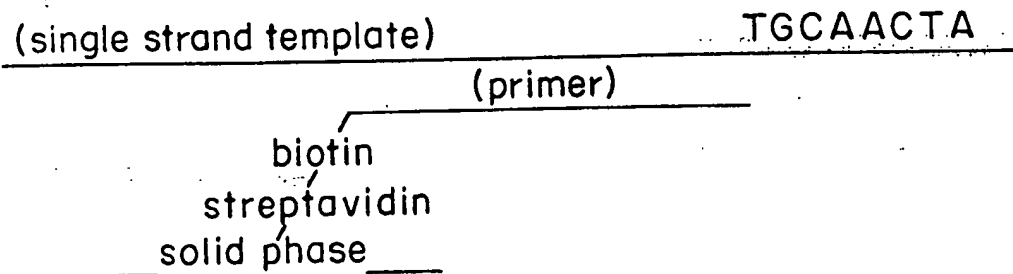 (single strand template) TGCAACTA
(primer)
biotin
streptavidin
solid phase